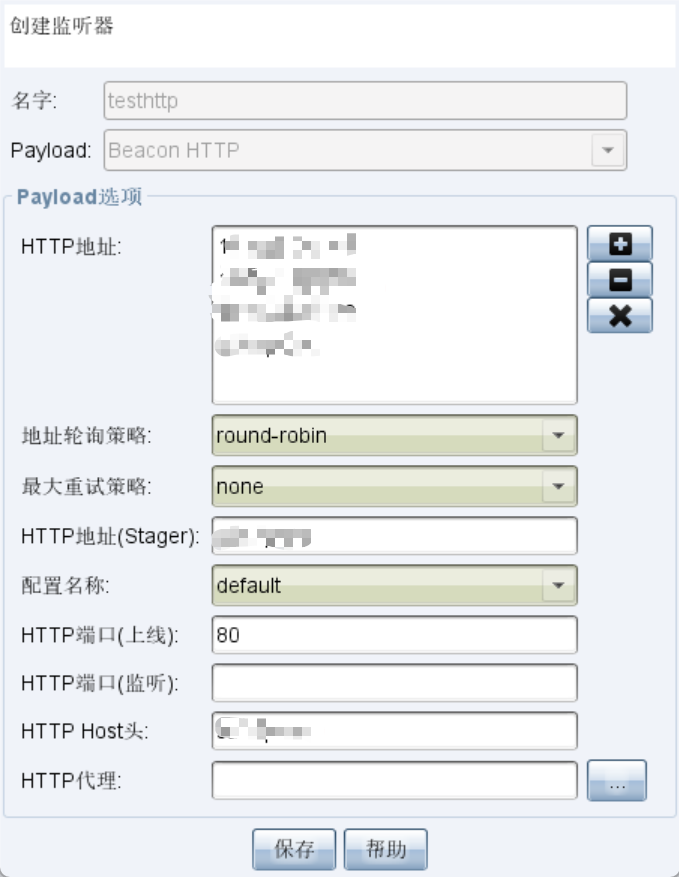 创建监听器
名字: testhttp
Payload: Beacon HTTP
Payload选项
HTTP地址:
地址轮询策略: round-robin
最大重试策略: none
HTTP地址(Stager):
配置名称: default
HTTP端口(上线): 80
HTTP端口(监听):
HTTP Host头:
HTTP代理: ...
保存 帮助